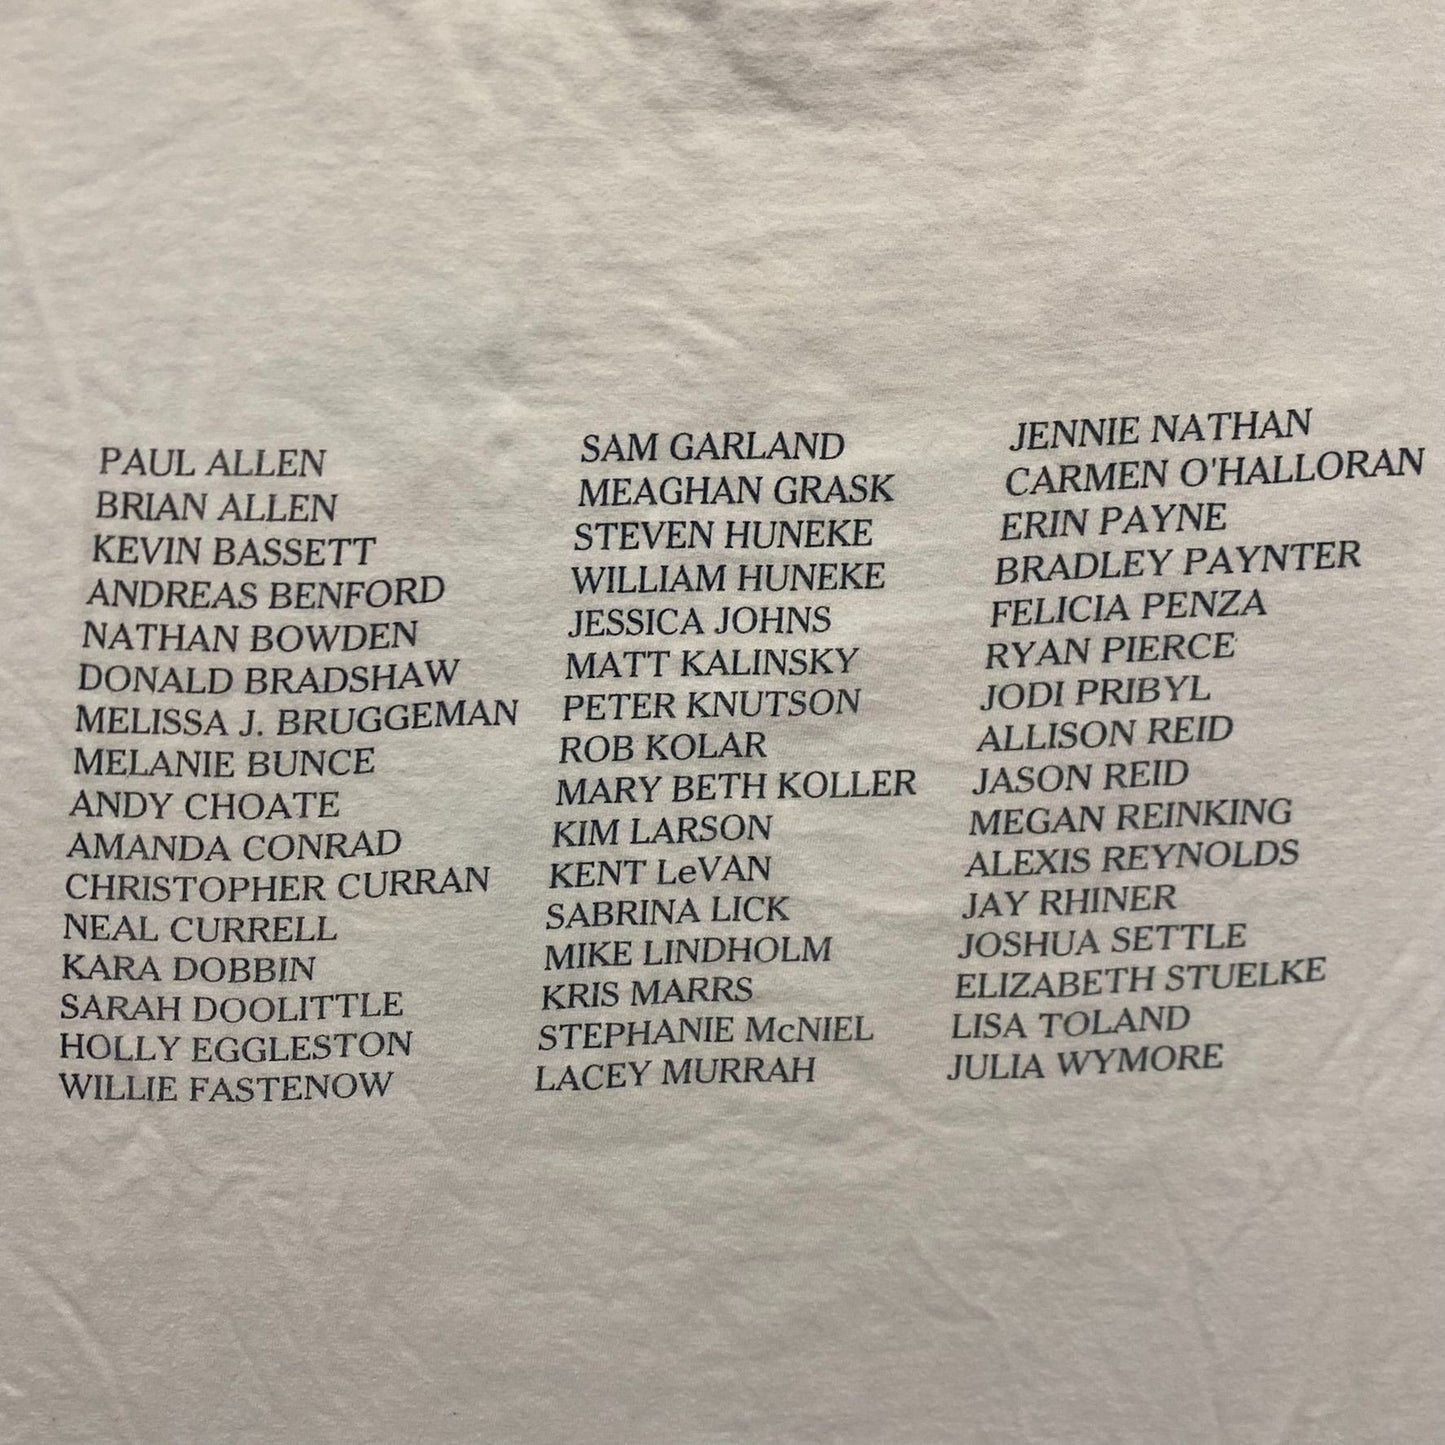 PAUL ALLEN
BRIAN ALLEN
KEVIN BASSETT
ANDREAS BENFORD
NATHAN BOWDEN
DONALD BRADSHAW
MELISSA J. BRUGGEMAN
MELANIE BUNCE
ANDY CHOATE
AMANDA CONRAD
CHRISTOPHER CURRAN
NEAL CURRELL
KARA DOBBIN
SARAH DOOLITTLE
HOLLY EGGLESTON
WILLIE FASTENOW
SAM GARLAND
MEAGHAN GRASK
STEVEN HUNEKE
WILLIAM HUNEKE
JESSICA JOHNS
MATT KALINSKY
PETER KNUTSON
ROB KOLAR
MARY BETH KOLLER
KIM LARSON
KENT LeVAN
SABRINA LICK
MIKE LINDHOLM
KRIS MARRS
STEPHANIE McNIEL
LACEY MURRAH
JENNIE NATHAN
CARMEN O'HALLORAN
ERIN PAYNE
BRADLEY PAYNTER
FELICIA PENZA
RYAN PIERCE
JODI PRIBYL
ALLISON REID
JASON REID
MEGAN REINKING
ALEXIS REYNOLDS
JAY RHINER
JOSHUA SETTLE
ELIZABETH STUELKE
LISA TOLAND
JULIA WYMORE